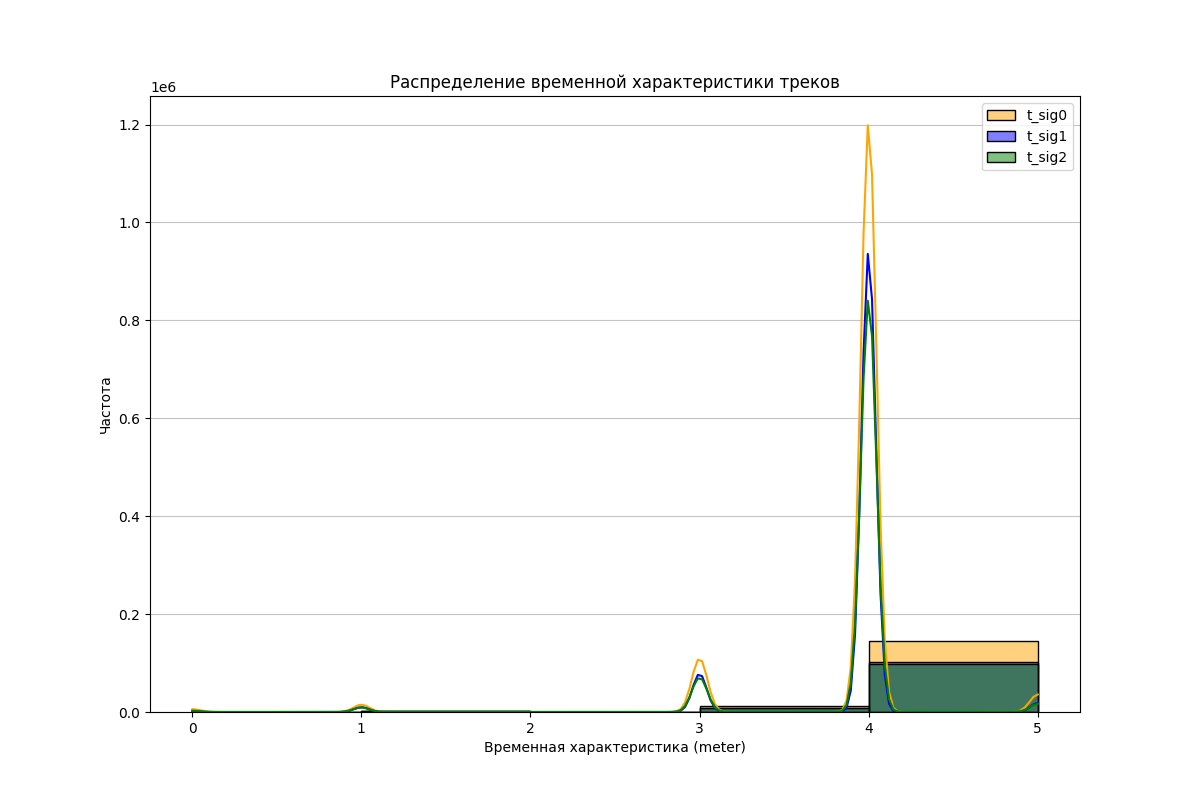 Распределение временной характеристики треков
1e6
t_sig0
t_sig1
t_sig2
1.2
1.0
0.8
0.6
0.4
0.2
0.0
Частота
0 1 2 3 4 5
Временная характеристика (meter)